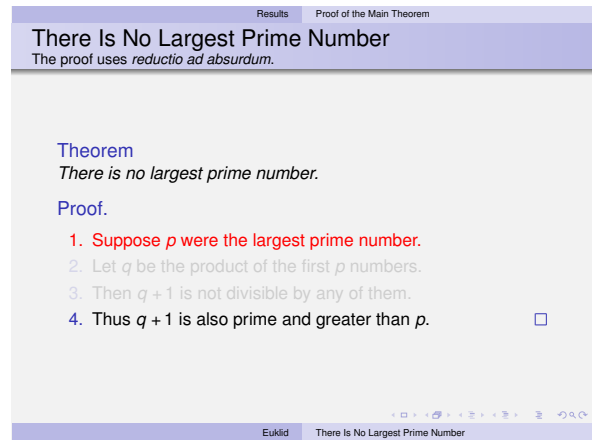 Results Proof of the Main Theorem
There Is No Largest Prime Number
The proof uses reductio ad absurdum.
Theorem
There is no largest prime number.
Proof.
1. Suppose p were the largest prime number.
2. Let q be the product of the first p numbers.
3. Then q + 1 is not divisible by any of them.
4. Thus q + 1 is also prime and greater than p.
Euklid There Is No Largest Prime Number